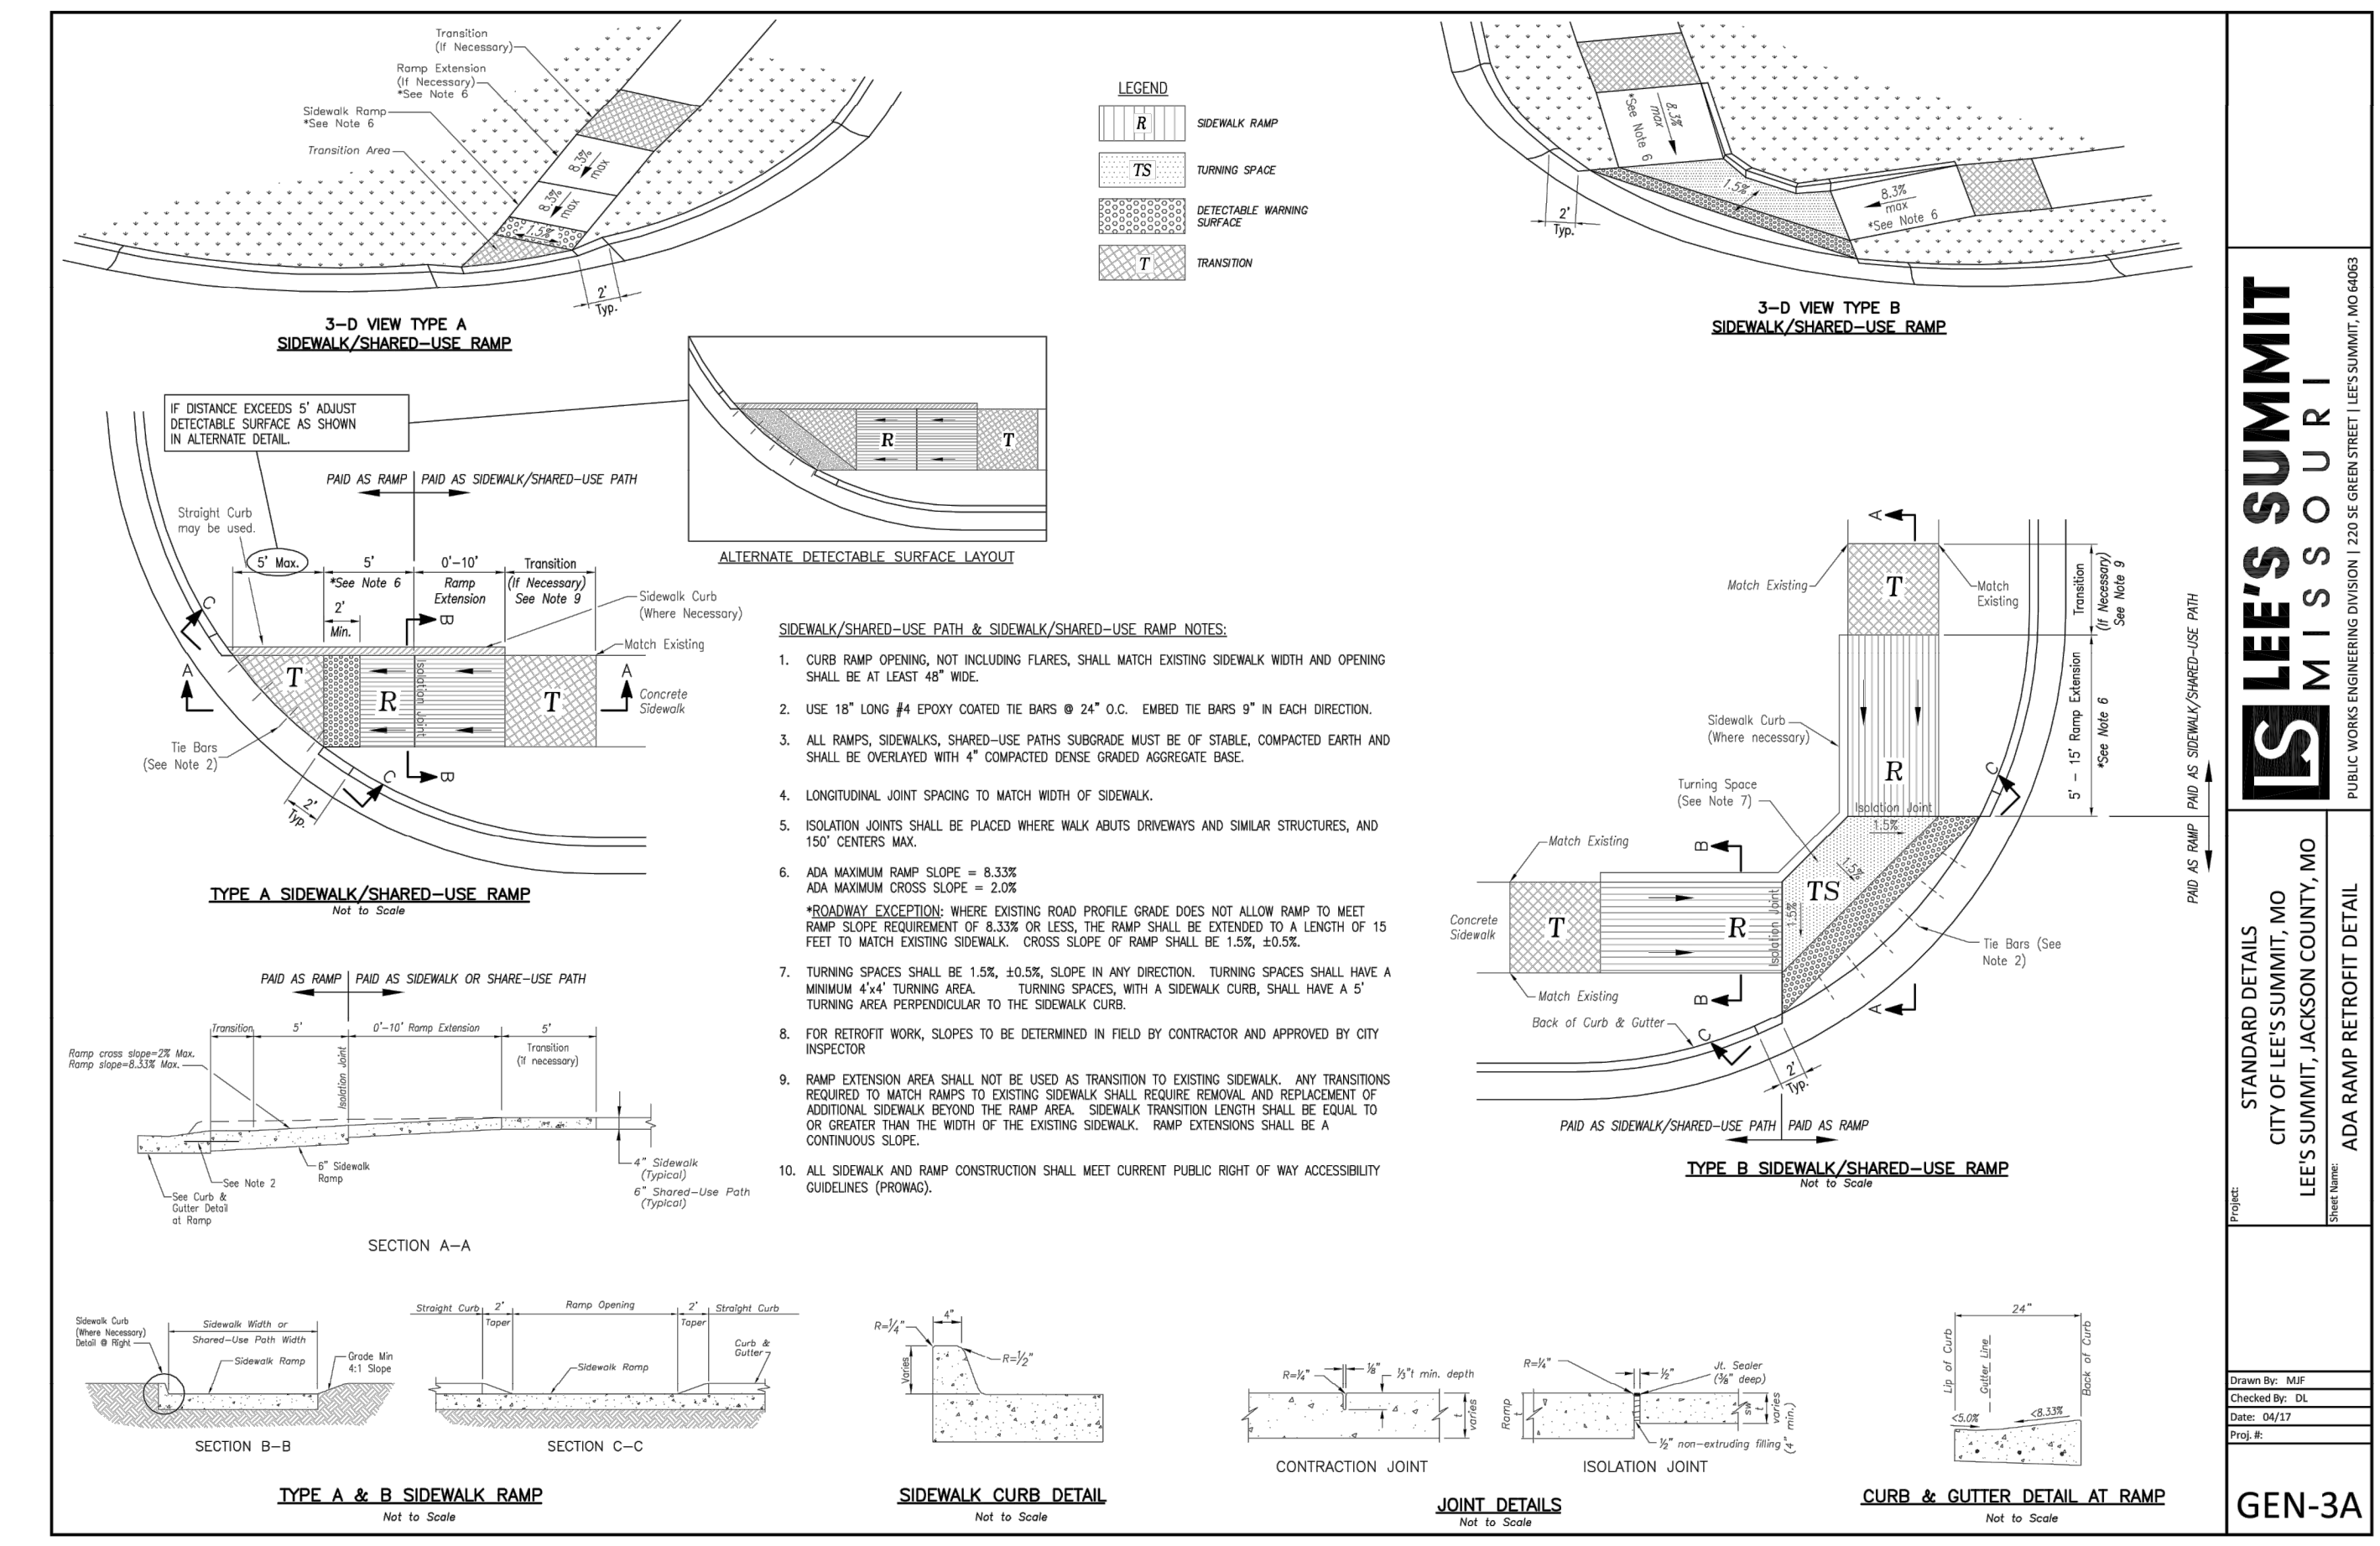 Transition
(If Necessary)
Ramp Extension
(If Necessary)
*See Note 6
Sidewalk Ramp
*See Note 6
Transition Area
8.3%
max
8.3%
max
1.5%
2'
Typ.
3-D VIEW TYPE A
SIDEWALK/SHARED-USE RAMP
LEGEND
R
SIDEWALK RAMP
TS
TURNING SPACE
DETECTABLE WARNING
SURFACE
T
TRANSITION
8.3%
max
*See Note 6
1.5%
8.3%
max
*See Note 6
2'
Typ.
3-D VIEW TYPE B
SIDEWALK/SHARED-USE RAMP
IF DISTANCE EXCEEDS 5' ADJUST
DETECTABLE SURFACE AS SHOWN
IN ALTERNATE DETAIL.
R
T
ALTERNATE DETECTABLE SURFACE LAYOUT
PAID AS RAMP
PAID AS SIDEWALK/SHARED-USE PATH
Straight Curb
may be used.
5' Max.
5'
*See Note 6
0'-10'
Ramp
Extension
Transition
(If Necessary)
See Note 9
2'
Min.
Sidewalk Curb
(Where Necessary)
Match Existing
Concrete
Sidewalk
C
B
A
T
R
Isolation Joint
T
A
Tie Bars
(See Note 2)
C
B
2'
Typ.
TYPE A SIDEWALK/SHARED-USE RAMP
Not to Scale
SIDEWALK/SHARED-USE PATH & SIDEWALK/SHARED-USE RAMP NOTES:
1. CURB RAMP OPENING, NOT INCLUDING FLARES, SHALL MATCH EXISTING SIDEWALK WIDTH AND OPENING
SHALL BE AT LEAST 48" WIDE.
2. USE 18" LONG #4 EPOXY COATED TIE BARS @ 24" O.C. EMBED TIE BARS 9" IN EACH DIRECTION.
3. ALL RAMPS, SIDEWALKS, SHARED-USE PATHS SUBGRADE MUST BE OF STABLE, COMPACTED EARTH AND
SHALL BE OVERLAYED WITH 4" COMPACTED DENSE GRADED AGGREGATE BASE.
4. LONGITUDINAL JOINT SPACING TO MATCH WIDTH OF SIDEWALK.
5. ISOLATION JOINTS SHALL BE PLACED WHERE WALK ABUTS DRIVEWAYS AND SIMILAR STRUCTURES, AND
150' CENTERS MAX.
6. ADA MAXIMUM RAMP SLOPE = 8.33%
ADA MAXIMUM CROSS SLOPE = 2.0%
*ROADWAY EXCEPTION: WHERE EXISTING ROAD PROFILE GRADE DOES NOT ALLOW RAMP TO MEET
RAMP SLOPE REQUIREMENT OF 8.33% OR LESS, THE RAMP SHALL BE EXTENDED TO A LENGTH OF 15
FEET TO MATCH EXISTING SIDEWALK. CROSS SLOPE OF RAMP SHALL BE 1.5%, ±0.5%.
7. TURNING SPACES SHALL BE 1.5%, ±0.5%, SLOPE IN ANY DIRECTION. TURNING SPACES SHALL HAVE A
MINIMUM 4'x4' TURNING AREA. TURNING SPACES, WITH A SIDEWALK CURB, SHALL HAVE A 5'
TURNING AREA PERPENDICULAR TO THE SIDEWALK CURB.
8. FOR RETROFIT WORK, SLOPES TO BE DETERMINED IN FIELD BY CONTRACTOR AND APPROVED BY CITY
INSPECTOR
9. RAMP EXTENSION AREA SHALL NOT BE USED AS TRANSITION TO EXISTING SIDEWALK. ANY TRANSITIONS
REQUIRED TO MATCH RAMPS TO EXISTING SIDEWALK SHALL REQUIRE REMOVAL AND REPLACEMENT OF
ADDITIONAL SIDEWALK BEYOND THE RAMP AREA. SIDEWALK TRANSITION LENGTH SHALL BE EQUAL TO
OR GREATER THAN THE WIDTH OF THE EXISTING SIDEWALK. RAMP EXTENSIONS SHALL BE A
CONTINUOUS SLOPE.
10. ALL SIDEWALK AND RAMP CONSTRUCTION SHALL MEET CURRENT PUBLIC RIGHT OF WAY ACCESSIBILITY
GUIDELINES (PROWAG).
A
Match Existing
T
Match
Existing
Transition
(If Necessary)
See Note 9
5' - 15' Ramp Extension
*See Note 6
PAID AS SIDEWALK/SHARED-USE PATH
PAID AS RAMP
Sidewalk Curb
(Where necessary)
R
Isolation Joint
1.5%
Turning Space
(See Note 7)
C
Match Existing
B
Concrete
Sidewalk
T
R
Isolation Joint
1.5%
TS
1.5%
Match Existing
B
Tie Bars (See
Note 2)
A
Back of Curb & Gutter
C
2'
Typ.
PAID AS SIDEWALK/SHARED-USE PATH
PAID AS RAMP
TYPE B SIDEWALK/SHARED-USE RAMP
Not to Scale
PAID AS RAMP
PAID AS SIDEWALK OR SHARE-USE PATH
Transition
5'
0'-10' Ramp Extension
5'
Transition
(if necessary)
Ramp cross slope=2% Max.
Ramp slope=8.33% Max.
Isolation Joint
See Note 2
6" Sidewalk
Ramp
See Curb &
Gutter Detail
at Ramp
4" Sidewalk
(Typical)
6" Shared-Use Path
(Typical)
SECTION A-A
Sidewalk Curb
(Where Necessary)
Detail @ Right
Sidewalk Width or
Shared-Use Path Width
Sidewalk Ramp
Grade Min
4:1 Slope
SECTION B-B
Straight Curb
2'
Taper
Ramp Opening
2'
Taper
Straight Curb
Curb &
Gutter
Sidewalk Ramp
SECTION C-C
TYPE A & B SIDEWALK RAMP
Not to Scale
4"
R=¼"
R=½"
Varies
SIDEWALK CURB DETAIL
Not to Scale
R=¼"
⅛"
⅓"t min. depth
t
varies
CONTRACTION JOINT
R=¼"
½"
Jt. Sealer
(⅜" deep)
Ramp
t
SW
t
varies
(4" min.)
½" non-extruding filling
ISOLATION JOINT
JOINT DETAILS
Not to Scale
24"
Lip of Curb
Gutter Line
Back of Curb
<5.0%
<8.33%
CURB & GUTTER DETAIL AT RAMP
Not to Scale
LS
LEE'S SUMMIT
MISSOURI
PUBLIC WORKS ENGINEERING DIVISION | 220 SE GREEN STREET | LEE'S SUMMIT, MO 64063
Project:
STANDARD DETAILS
CITY OF LEE'S SUMMIT, MO
LEE'S SUMMIT, JACKSON COUNTY, MO
Sheet Name:
ADA RAMP RETROFIT DETAIL
Drawn By: MJF
Checked By: DL
Date: 04/17
Proj. #:
GEN-3A